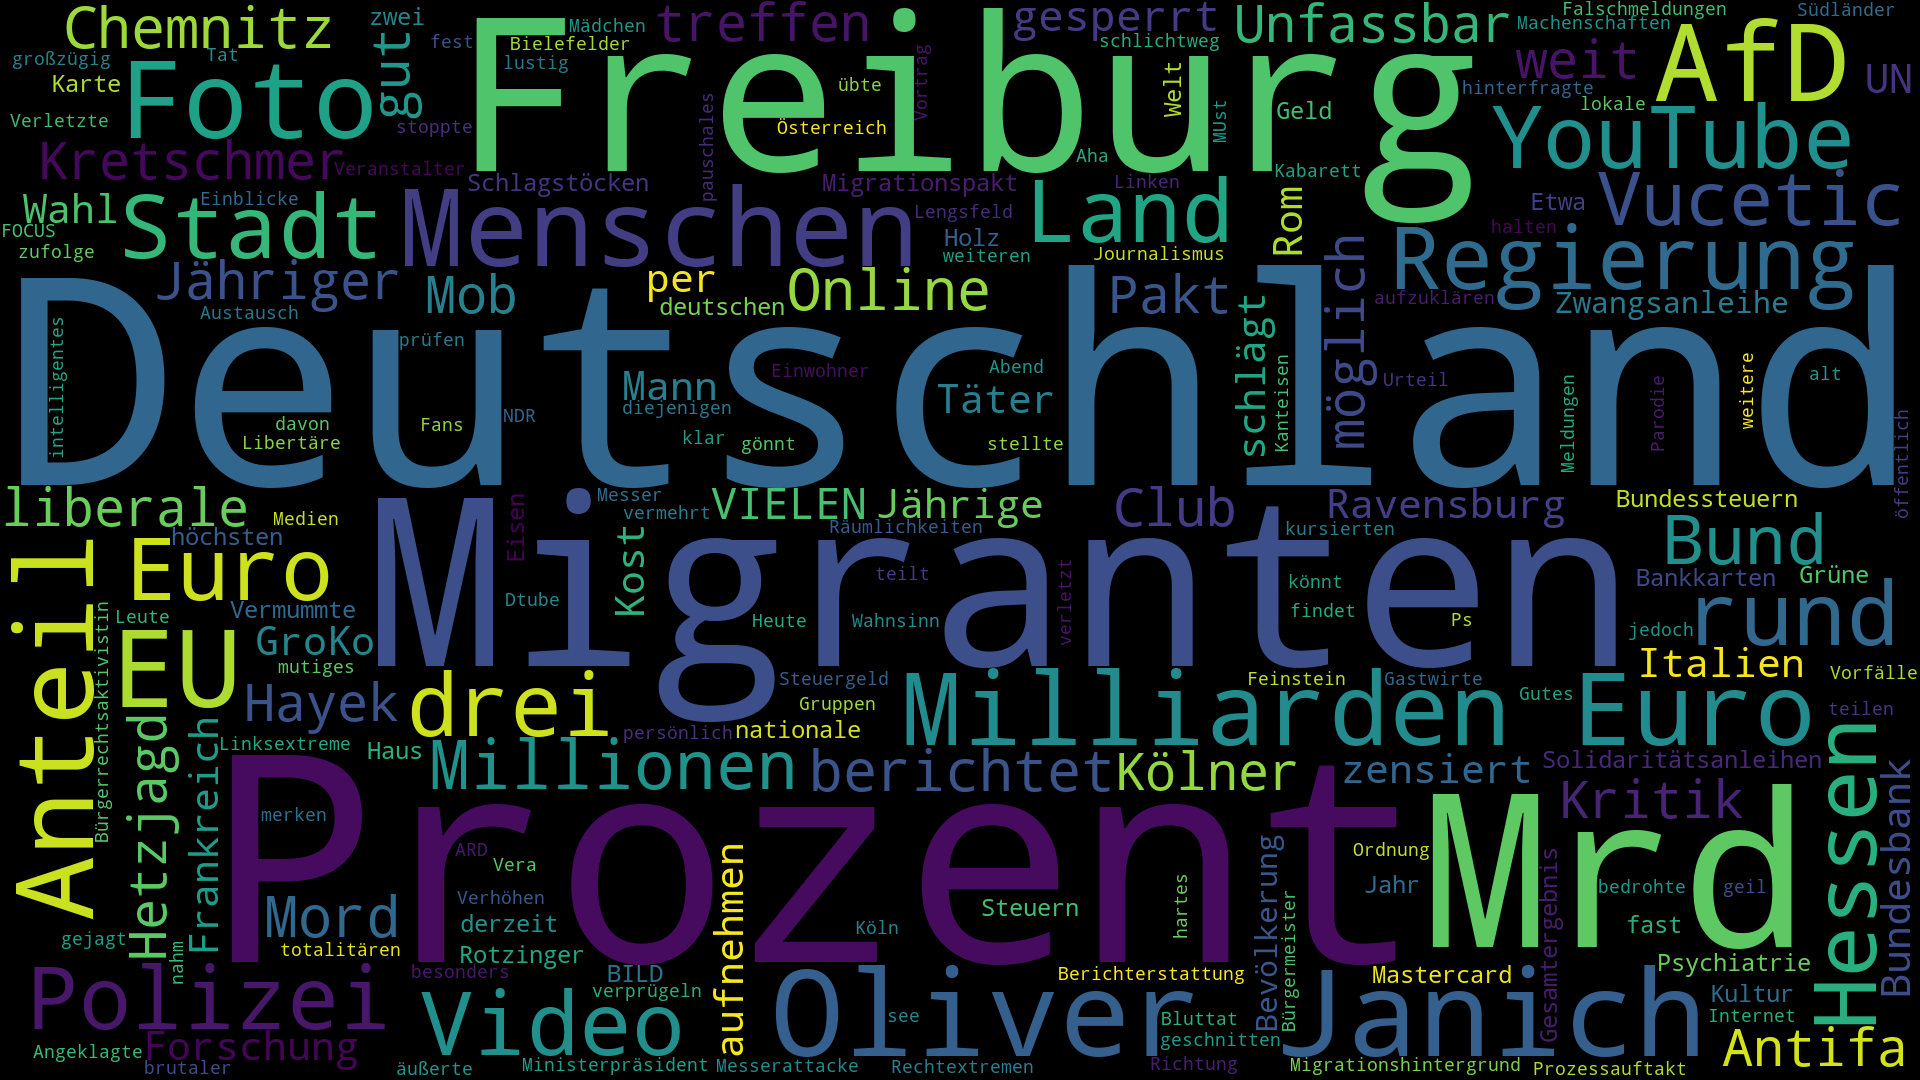 Chemnitz
zwei
fest
Mädchen
Bielefelder
lustig
treffen
gesperrt
schlichtweg
Unfassbar
Falschmeldungen
Machenschaften
Südländer
großzügig
Tat
Karte
Foto
gut
Freiburg
übte
Vortrag
Welt
MUst
Geld
weit
hinterfragte
lokale
AfD
UN
Verletzte
stoppte
pauschales
Österreich
Aha
YouTube
Kretschmer
Veranstalter
Schlagstöcken
Migrationspakt
Linken
Kabarett
Wahl
Einblicke
Stadt
Menschen
Lengsfeld
Land
Rom
Etwa
Vucetic
FOCUS
zufolge
Holz
weiteren
Journalismus
halten
Regierung
Jähriger
Mob
per
deutschen
Online
Pakt
schlägt
möglich
aufzuklären
Zwangsanleihe
Austausch
intelligentes
Deutschland
prüfen
Einwohner
Mann
diejenigen
Abend
Täter
Kanteisen
Urteil
Meldungen
Parodie
weitere
alt
davon
Libertäre
Fans
NDR
klar
gönnt
stellte
öffentlich
liberale
Medien
höchsten
Eisen
Messer
vermehrt
VIELEN
Jährige
Räumlichkeiten
Club
kursierten
Ravensburg
Bundessteuern
Anteil
Euro
Migranten
Kost
teilt
verletzt
könnt
findet
Bund
Bankkarten
Grüne
Bürgerrechtsaktivistin
Leute
Vermummte
Dtube
Heute
Wahnsinn
Ps
jedoch
rund
EU
GroKo
mutiges
Italien
Vorfälle
Hetzjagd
Frankreich
Hayek
drei
Steuergeld
Gruppen
Milliarden
Feinstein
Gastwirte
Gutes
Euro
teilen
Hessen
persönlich
nationale
Linksextreme
Haus
Millionen
berichtet
Kölner
zensiert
Solidaritätsanleihen
Bundesbank
Prozent
merken
ARD
Vera
Mrd
Kritik
Ordnung
Verhöhen
Mord
derzeit
aufnehmen
Köln
Steuern
hartes
Bevölkerung
Bürgermeister
Jahr
Gesamtergebnis
bedrohte
geil
fast
gejagt
nahm
totalitären
Rotzinger
besonders
BILD
verprügeln
Berichterstattung
Mastercard
Psychiatrie
Polizei
Video
Oliver
see
Bluttat
geschnitten
Janich
Kultur
Internet
Angeklagte
Forschung
brutaler
äußerte
Ministerpräsident
Messerattacke
Rechtextremen
Richtung
Migrationshintergrund
Prozessauftakt
Antifa